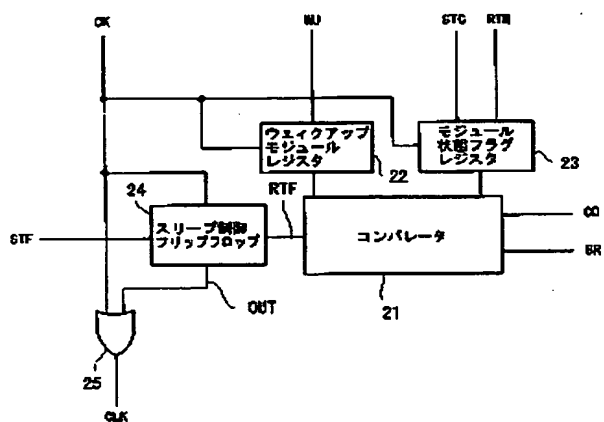 CK
WU
STC
RTN
ウェイクアップ
モジュール
レジスタ
22
モジュール
状態フラグ
レジスタ
23
24
RTF
スリープ制御
フリップフロップ
コンパレータ
STF
21
OUT
25
CLK